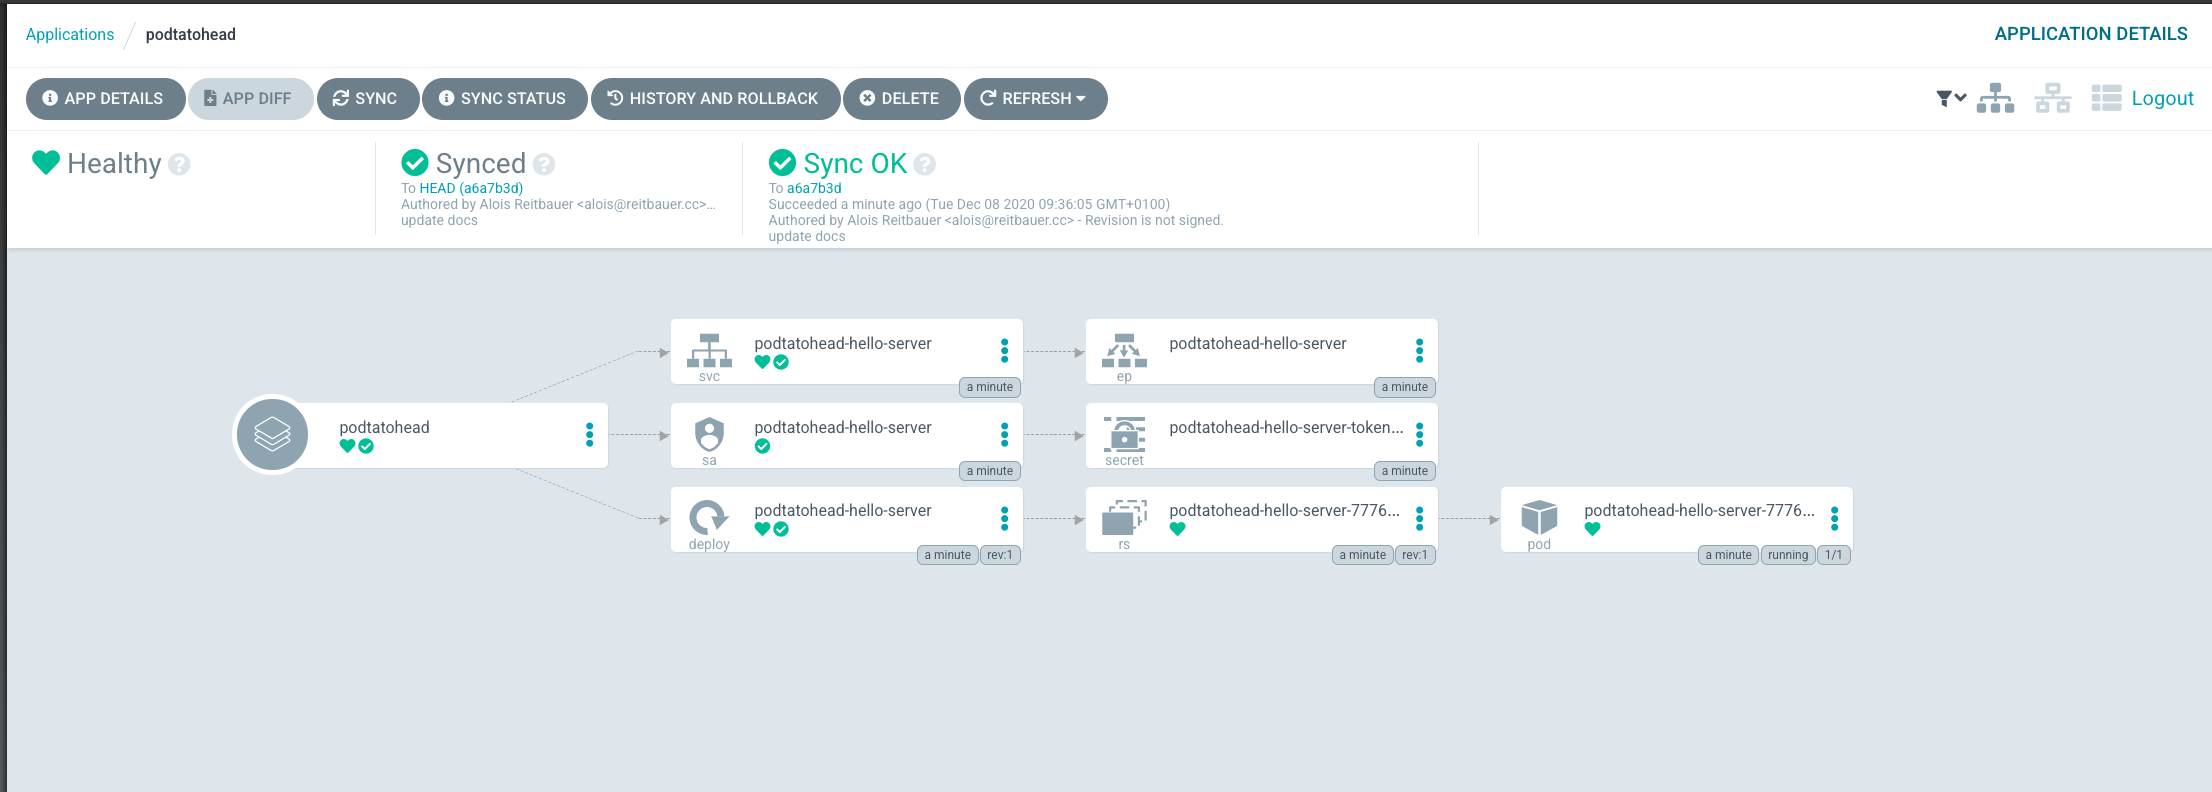 Applications / podtatohead
APPLICATION DETAILS
APP DETAILS
APP DIFF
SYNC
SYNC STATUS
HISTORY AND ROLLBACK
DELETE
REFRESH
Logout
Healthy
Synced
To HEAD (a6a7b3d)
Authored by Alois Reitbauer <alois@reitbauer.cc>...
update docs
Sync OK
To a6a7b3d
Succeeded a minute ago (Tue Dec 08 2020 09:36:05 GMT+0100)
Authored by Alois Reitbauer <alois@reitbauer.cc> - Revision is not signed.
update docs
podtatohead
podtatohead-hello-server
svc
a minute
podtatohead-hello-server
ep
a minute
podtatohead-hello-server
sa
a minute
podtatohead-hello-server-token...
secret
a minute
podtatohead-hello-server
deploy
a minute
rev:1
podtatohead-hello-server-7776...
rs
a minute
rev:1
podtatohead-hello-server-7776...
pod
a minute
running
1/1